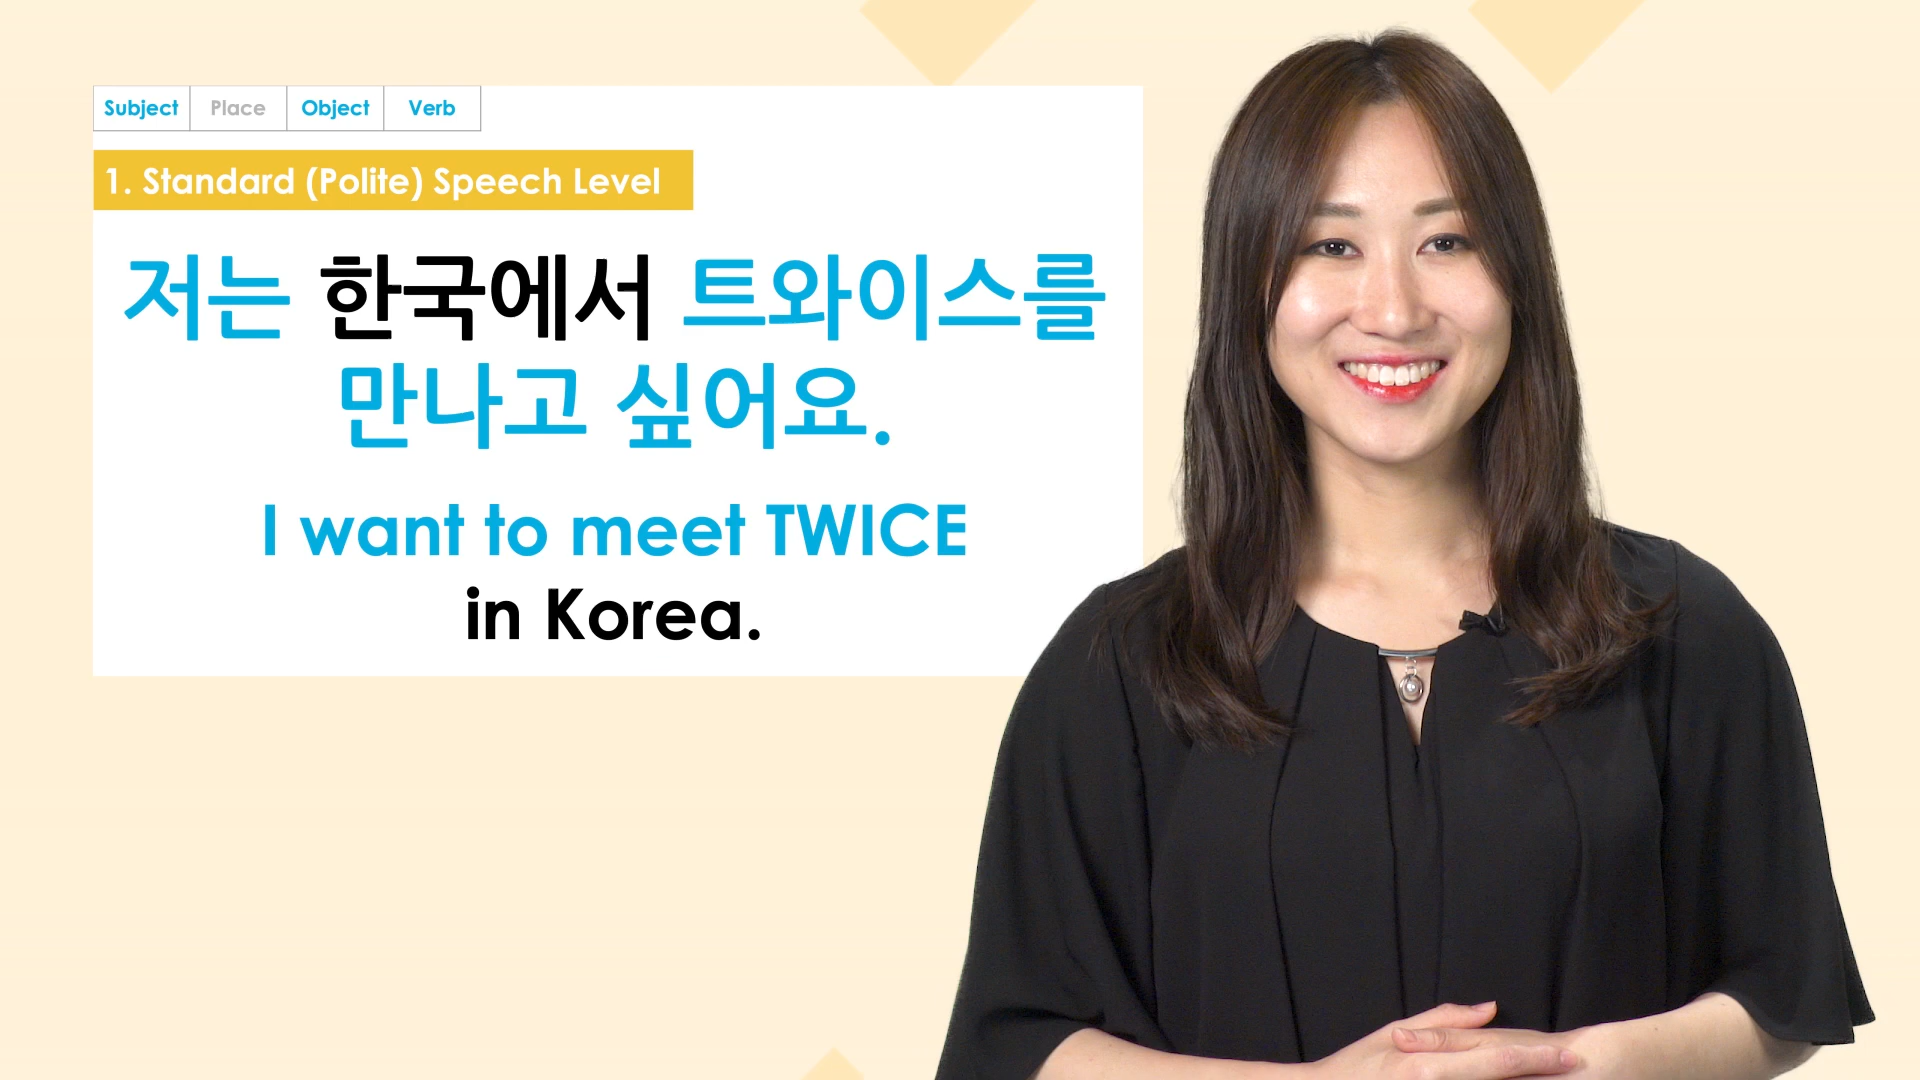 Subject Place Object Verb
1. Standard (Polite) Speech Level
저는 한국에서 트와이스를
만나고 싶어요.
I want to meet TWICE
in Korea.